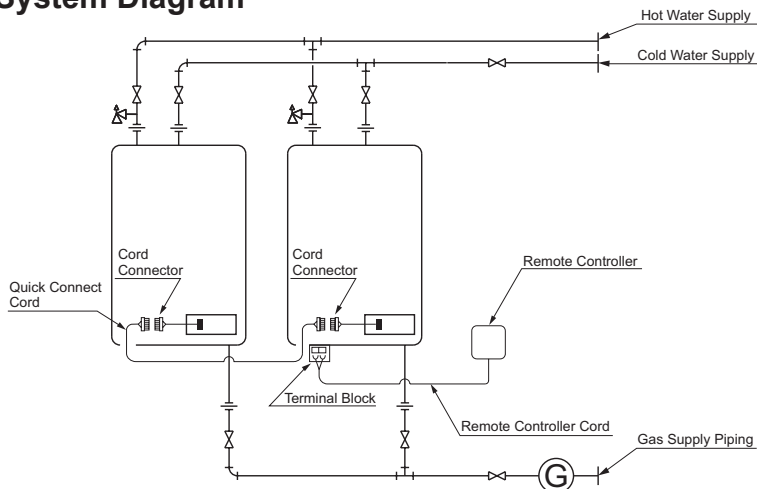 System Diagram
Hot Water Supply
Cold Water Supply
Cord
Connector
Cord
Connector
Quick Connect
Cord
Remote Controller
Terminal Block
Remote Controller Cord
Gas Supply Piping
G